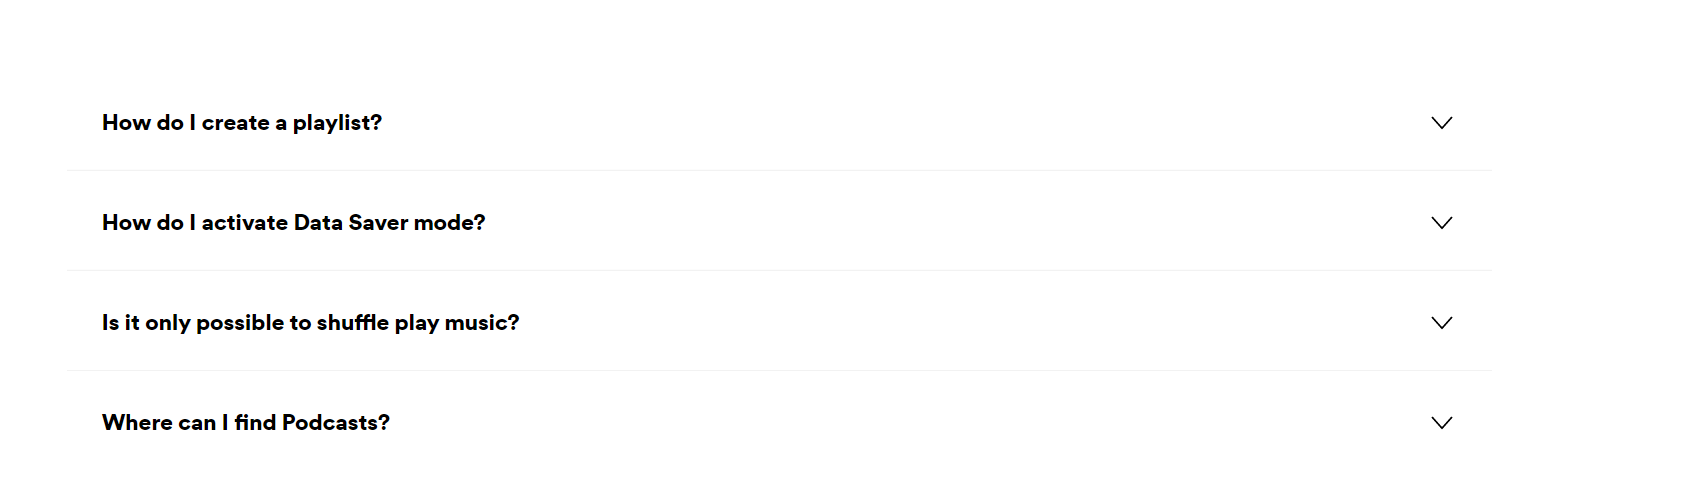 How do I create a playlist?
How do I activate Data Saver mode?
Is it only possible to shuffle play music?
Where can I find Podcasts?